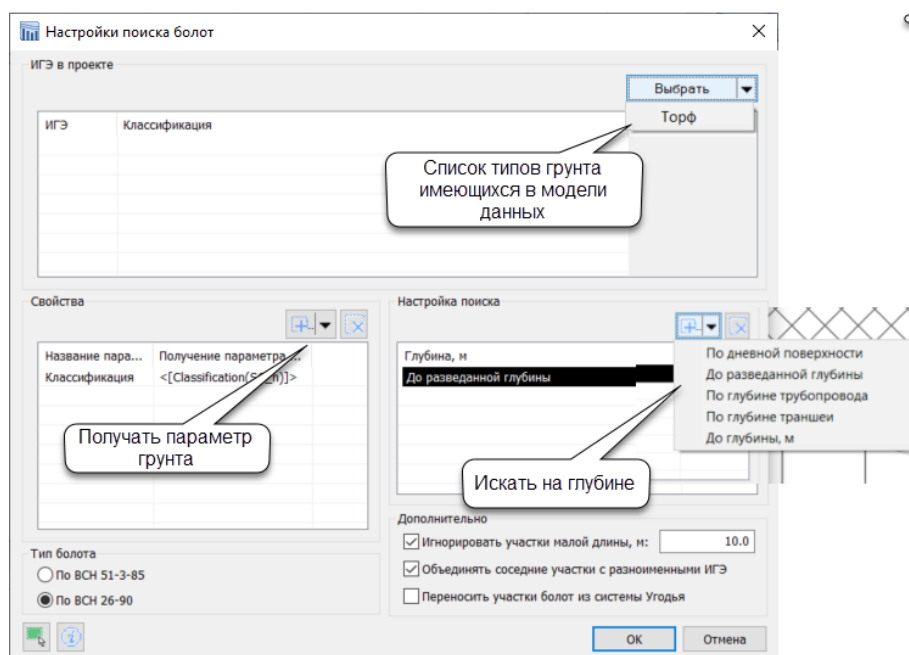 Настройки поиска болот
ИГЭ в проекте
Выбрать
Торф
ИГЭ Классификация
Список типов грунта
имеющихся в модели
данных
Свойства
Название пара... Получение параметра ...
Классификация
Получать параметр
грунта
Настройка поиска
Глубина, м
До разведанной глубины
По дневной поверхности
До разведанной глубины
По глубине трубопровода
По глубине траншеи
До глубины, м
Искать на глубине
Тип болота
По ВСН 51-3-85
По ВСН 26-90
Дополнительно
Игнорировать участки малой длины, м: 10.0
Объединять соседние участки с разноименными ИГЭ
Переносить участки болот из системы Угодья
ОК Отмена